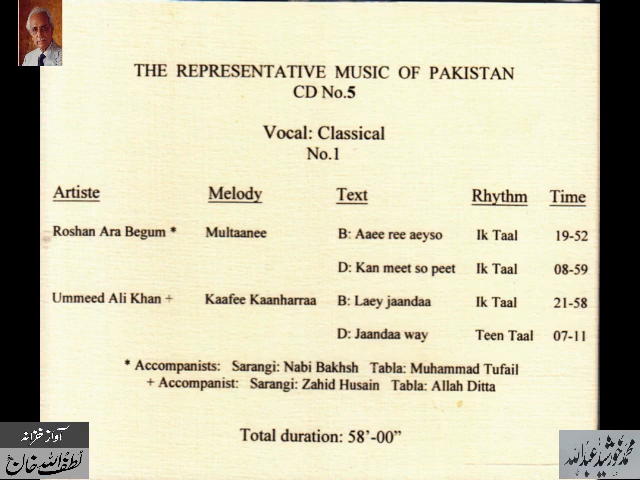 THE REPRESENTATIVE MUSIC OF PAKISTAN
CD No.5
Vocal: Classical
No.1
Artiste Melody Text Rhythm Time
Roshan Ara Begum * Multaanee B: Aaee ree aeyso Ik Taal 19-52
D: Kan meet so peet Ik Taal 08-59
Ummeed Ali Khan + Kaafee Kaanharraa B: Laey jaandaa Ik Taal 21-58
D: Jaandaa way Teen Taal 07-11
* Accompanists: Sarangi: Nabi Bakhsh Tabla: Muhammad Tufail
+ Accompanist: Sarangi: Zahid Husain Tabla: Allah Ditta
Total duration: 58’-00”
آواز خزانہ
لطف اللہ خان
محمد خورشید عبداللہ